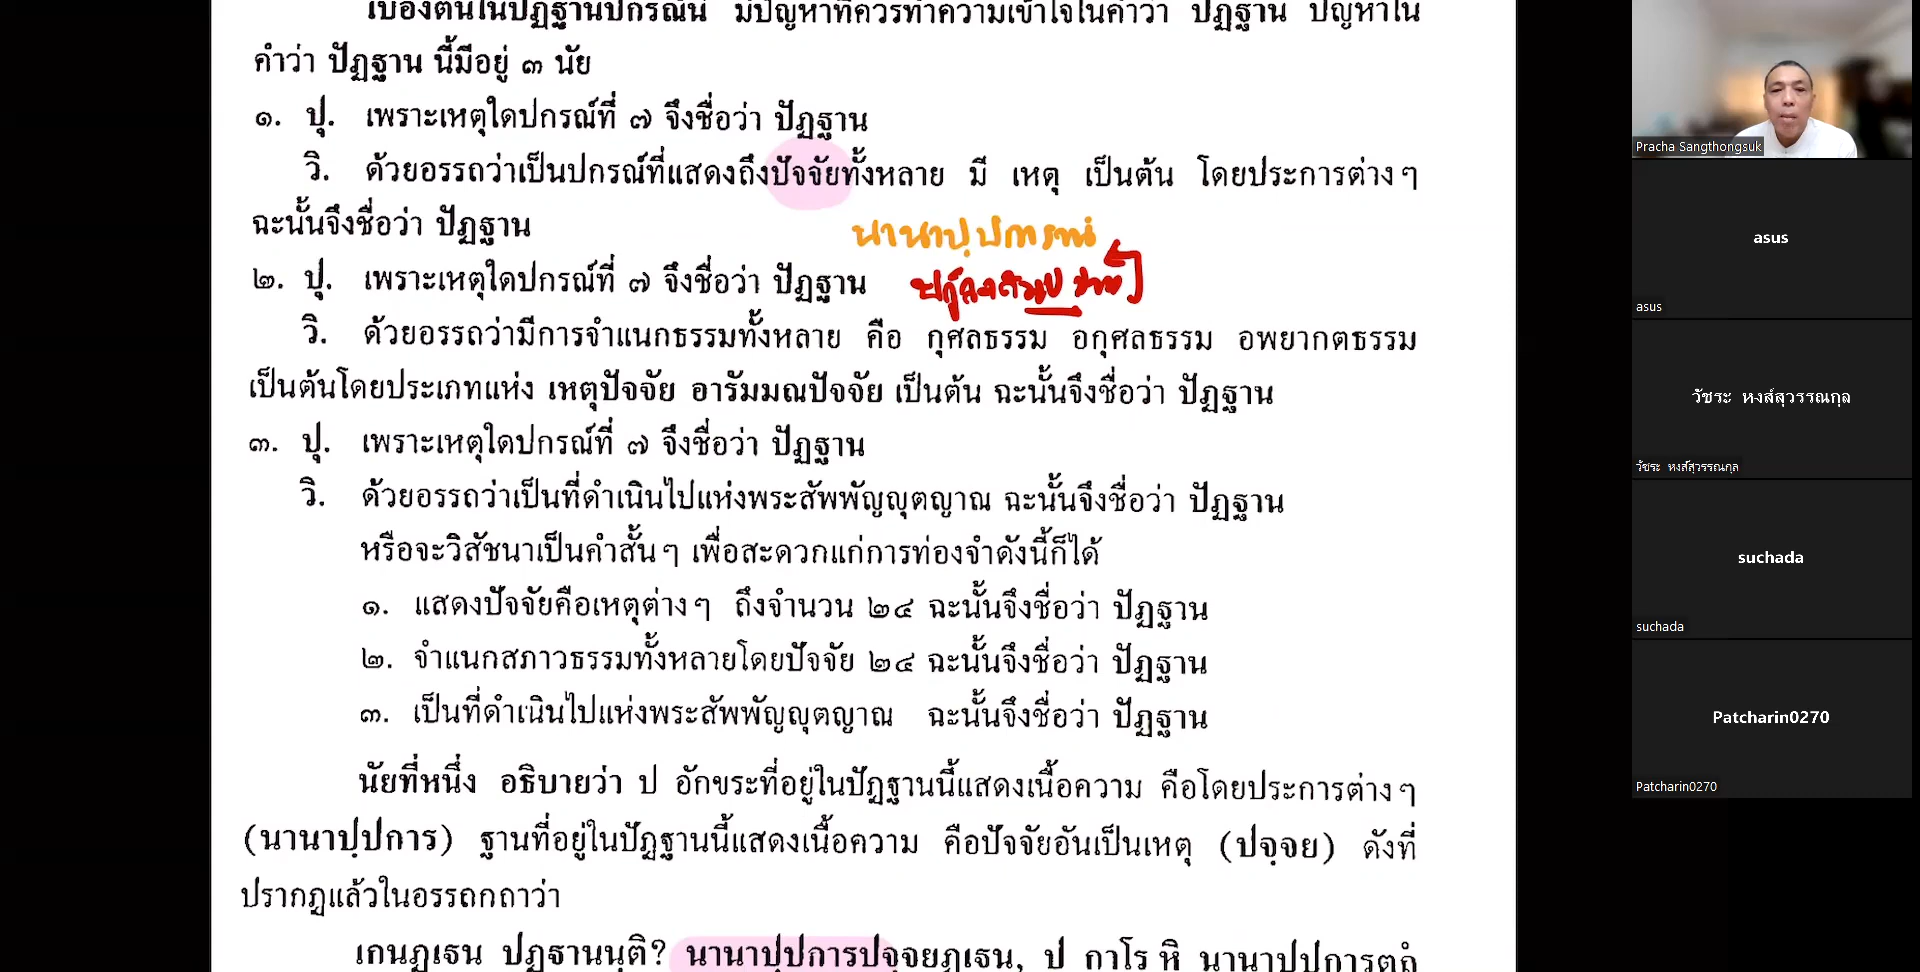 เบื้องต้นในปัฏฐานปกรณ์นี้ มีปัญหาที่ควรทำความเข้าใจในคำว่า ปัฏฐาน ปัญหาใน
คำว่า ปัฏฐาน นี้มีอยู่ ๓ นัย
๑. ปุ. เพราะเหตุใดปกรณ์ที่ ๗ จึงชื่อว่า ปัฏฐาน
วิ. ด้วยอรรถว่าเป็นปกรณ์ที่แสดงถึงปัจจัยทั้งหลาย มี เหตุ เป็นต้น โดยประการต่างๆ
ฉะนั้นจึงชื่อว่า ปัฏฐาน
นานาปฺปการานํ
๒. ปุ. เพราะเหตุใดปกรณ์ที่ ๗ จึงชื่อว่า ปัฏฐาน
วิ. ด้วยอรรถว่ามีการจำแนกธรรมทั้งหลาย คือ กุศลธรรม อกุศลธรรม อพยากตธรรม
เป็นต้นโดยประเภทแห่ง เหตุปัจจัย อารัมมณปัจจัย เป็นต้น ฉะนั้นจึงชื่อว่า ปัฏฐาน
๓. ปุ. เพราะเหตุใดปกรณ์ที่ ๗ จึงชื่อว่า ปัฏฐาน
วิ. ด้วยอรรถว่าเป็นที่ดำเนินไปแห่งพระสัพพัญญุตญาณ ฉะนั้นจึงชื่อว่า ปัฏฐาน
หรือจะวิสัชนาเป็นคำสั้นๆ เพื่อสะดวกแก่การท่องจำดังนี้ก็ได้
๑. แสดงปัจจัยคือเหตุต่างๆ ถึงจำนวน ๒๔ ฉะนั้นจึงชื่อว่า ปัฏฐาน
๒. จำแนกสภาวธรรมทั้งหลายโดยปัจจัย ๒๔ ฉะนั้นจึงชื่อว่า ปัฏฐาน
๓. เป็นที่ดำเนินไปแห่งพระสัพพัญญุตญาณ ฉะนั้นจึงชื่อว่า ปัฏฐาน
นัยที่หนึ่ง อธิบายว่า ป อักขระที่อยู่ในปัฏฐานนี้แสดงเนื้อความ คือโดยประการต่างๆ
(นานาปฺปการ) ฐานที่อยู่ในปัฏฐานนี้แสดงเนื้อความ คือปัจจัยอันเป็นเหตุ (ปจฺจย) ดังที่
ปรากฏแล้วในอรรถกถาว่า
เกนฏฺเฐน ปฏฺฐานนฺติ? นานาปฺปการปจฺจยฏฺเฐน, ป กาโร หิ นานาปฺปการตฺถํ
Pracha Sangthongsuk
asus
asus
วัชระ หงส์สุวรรณกุล
วัชระ หงส์สุวรรณกุล
suchada
suchada
Patcharin0270
Patcharin0270